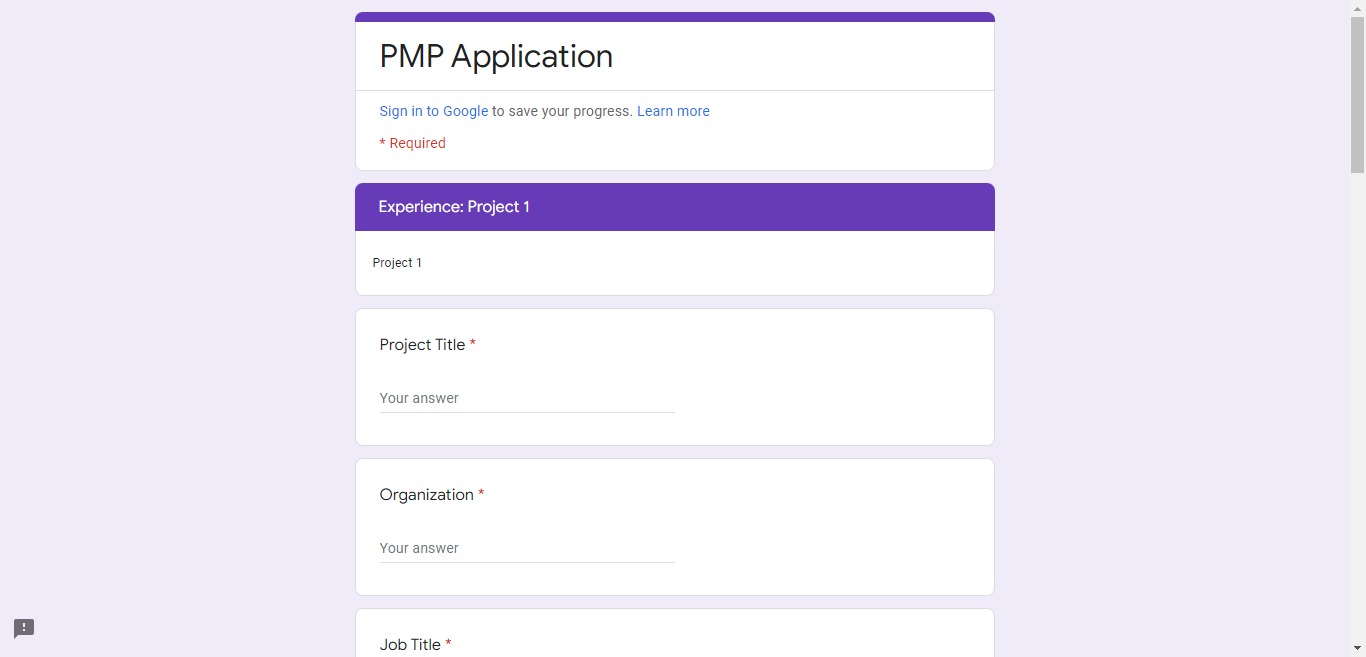 PMP Application
Sign in to Google to save your progress. Learn more
* Required
Experience: Project 1
Project 1
Project Title *
Your answer
Organization *
Your answer
Job Title *